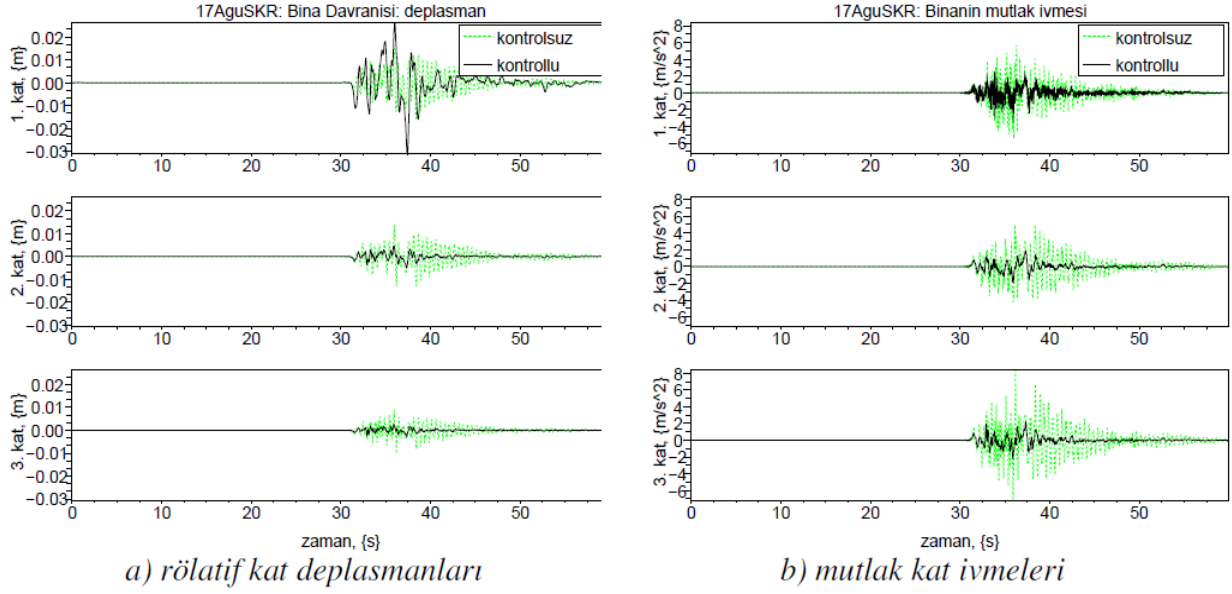 17AguSKR: Bina Davranisi: deplasman
kontrolsuz
kontrollu
1. kat, {m}
0.02
0.01
0.00
−0.01
−0.02
−0.03
0 10 20 30 40 50
2. kat, {m}
0.02
0.01
0.00
−0.01
−0.02
−0.03
0 10 20 30 40 50
3. kat, {m}
0.02
0.01
0.00
−0.01
−0.02
−0.03
0 10 20 30 40 50
zaman, {s}
a) rölatif kat deplasmanları
17AguSKR: Binanin mutlak ivmesi
kontrolsuz
kontrollu
1. kat, {m/s^2}
8
6
4
2
0
−2
−4
−6
0 10 20 30 40 50
2. kat, {m/s^2}
8
6
4
2
0
−2
−4
−6
0 10 20 30 40 50
3. kat, {m/s^2}
8
6
4
2
0
−2
−4
−6
0 10 20 30 40 50
zaman, {s}
b) mutlak kat ivmeleri